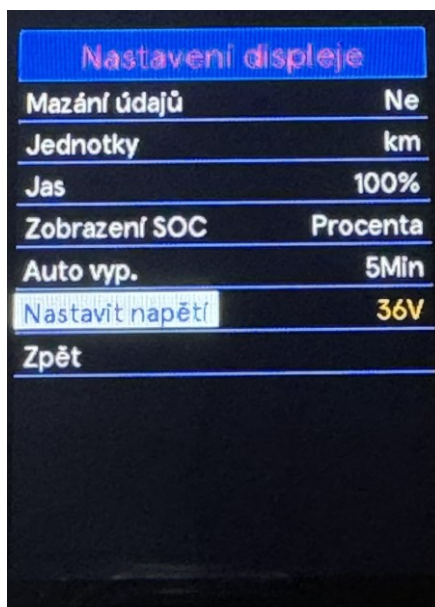 Nastavení displeje
Mazání údajů Ne
Jednotky km
Jas 100%
Zobrazení SOC Procenta
Auto vyp. 5Min
Nastavit napětí 36V
Zpět